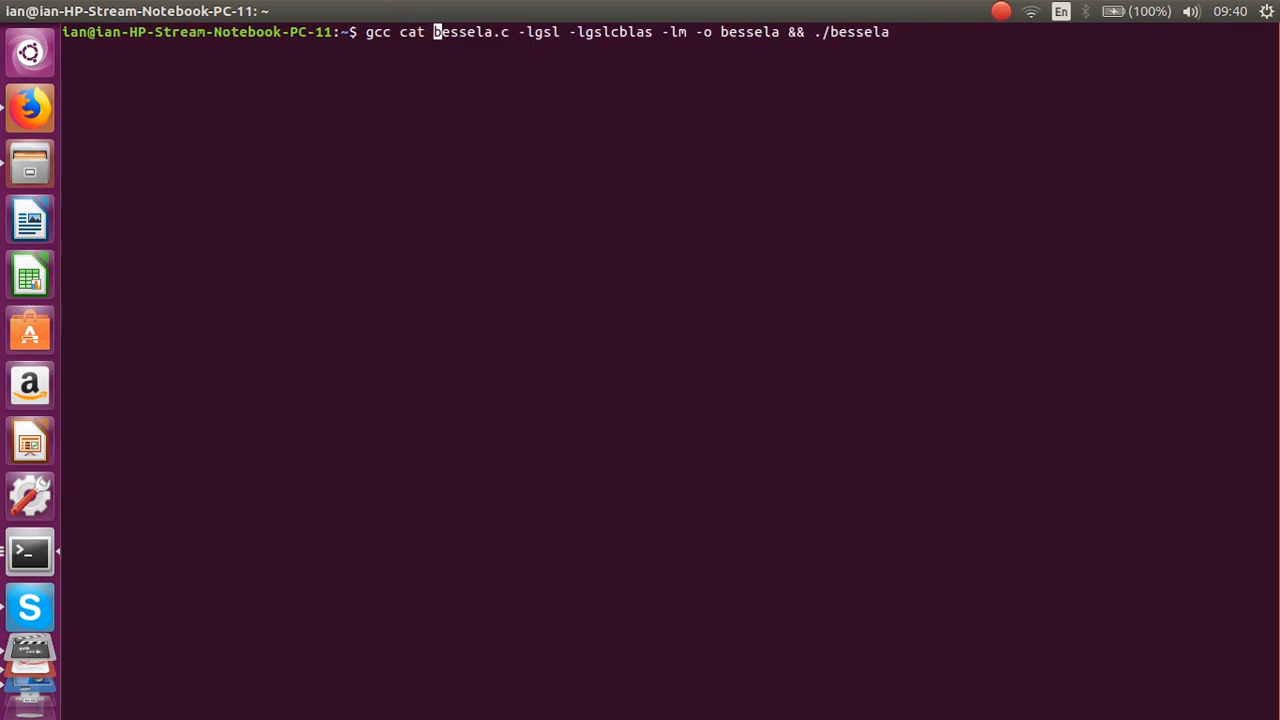 ian@ian-HP-Stream-Notebook-PC-11: ~
En
(100%)
09:40
ian@ian-HP-Stream-Notebook-PC-11:~$ gcc cat bessela.c -lgsl -lgslcblas -lm -o bessela && ./bessela